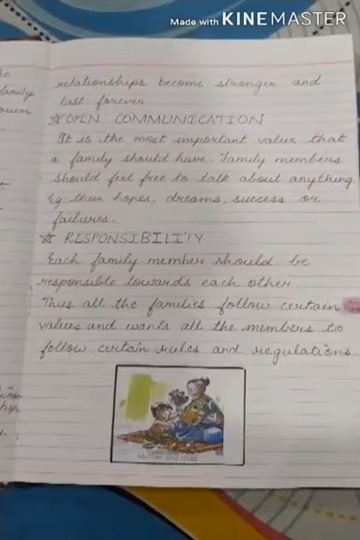 Made with KINEMASTER
relationships become stronger and
last forever
☆ OPEN COMMUNICATION
It is the most important value that
a family should have. Family members
should feel free to talk about anything
Eg-their hopes, dreams, success or
failures.
☆ RESPONSIBILITY
Each family member should be
responsible towards each other.
Thus all the families follow certain
values and wants all the members to
follow certain rules and regulations.